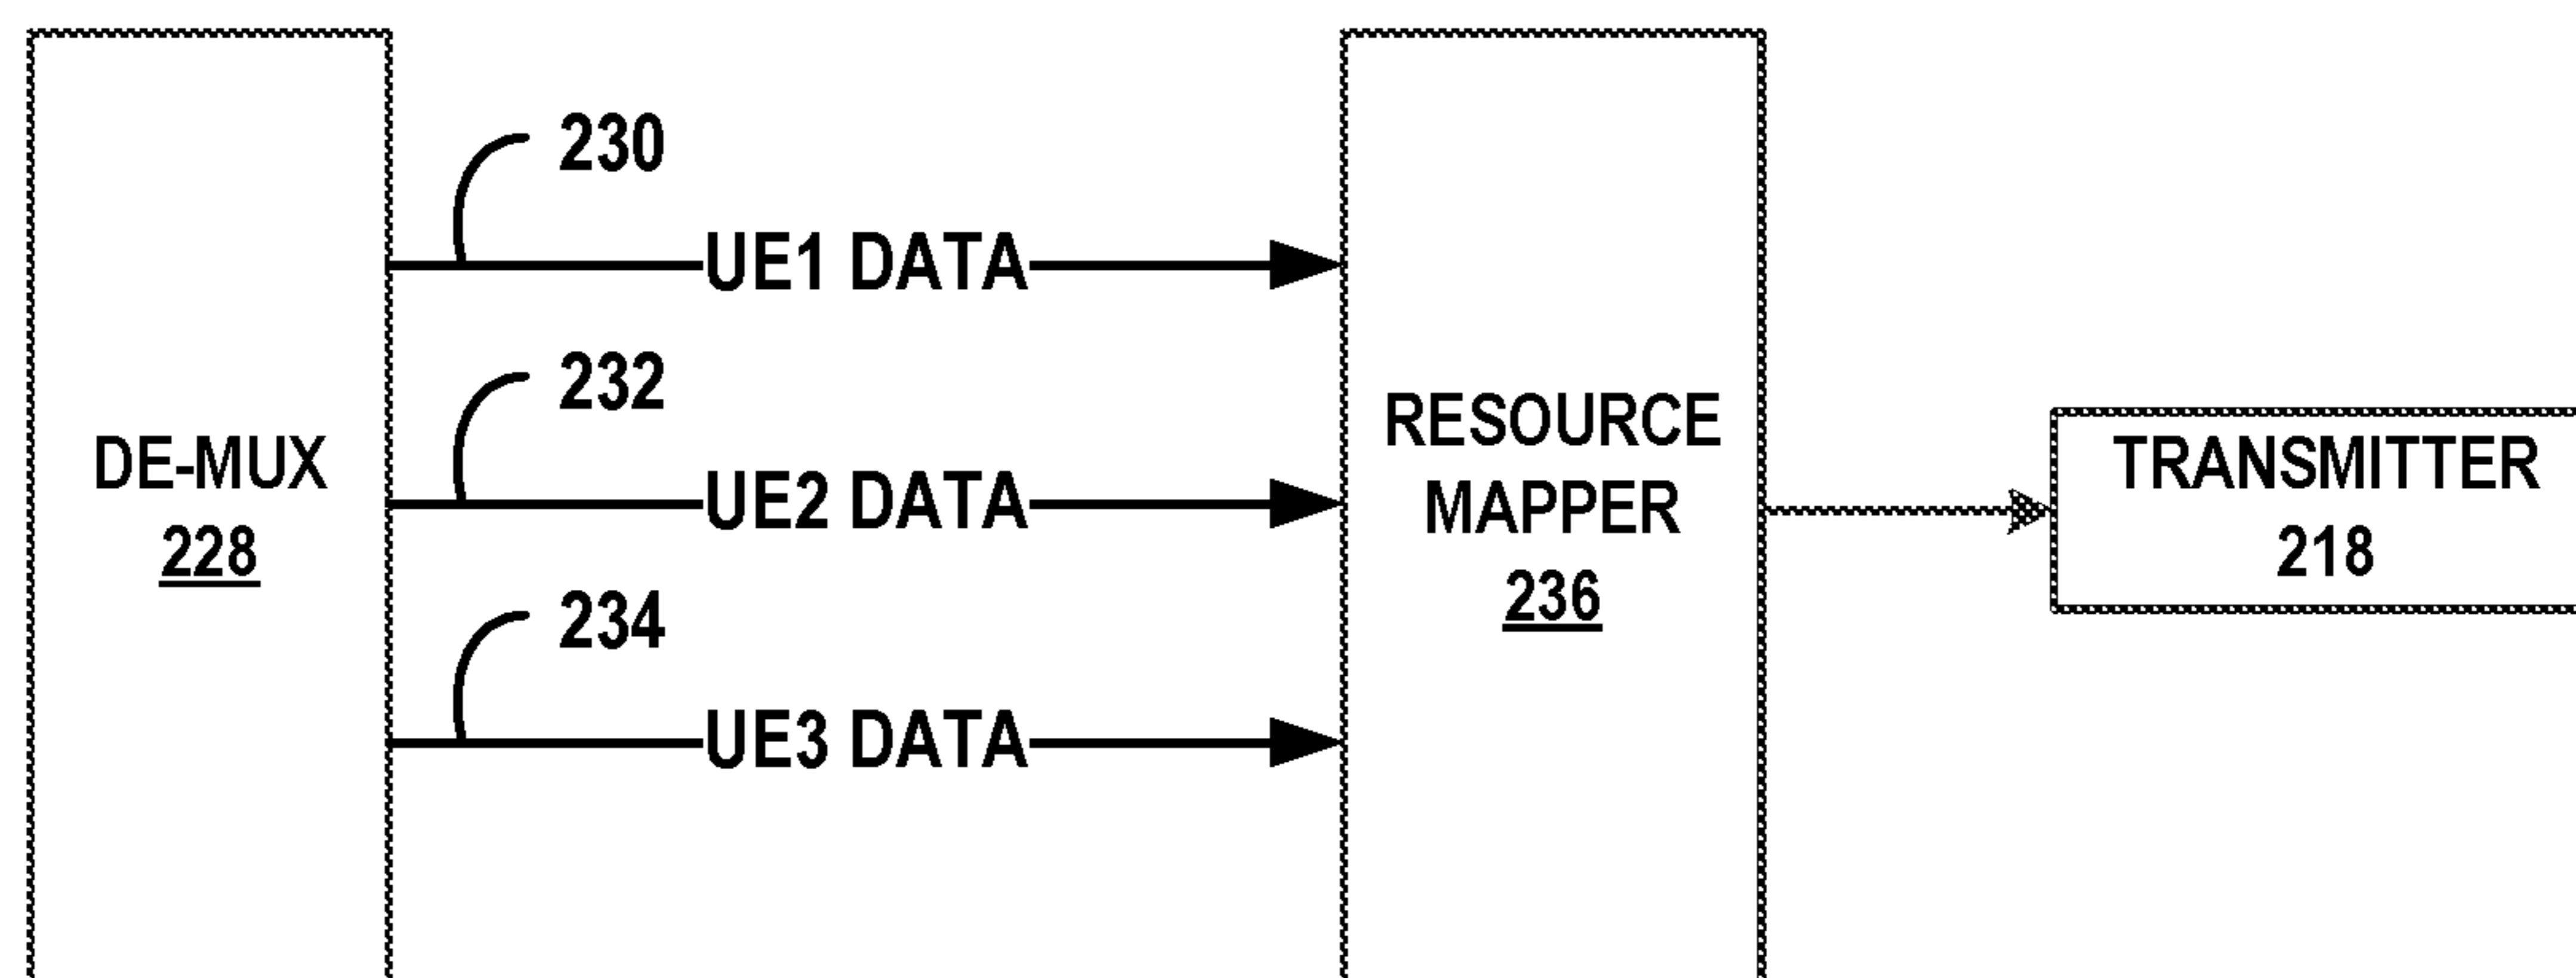 230
UE1 DATA
232
UE2 DATA
234
UE3 DATA
DE-MUX
228
RESOURCE
MAPPER
236
TRANSMITTER
218